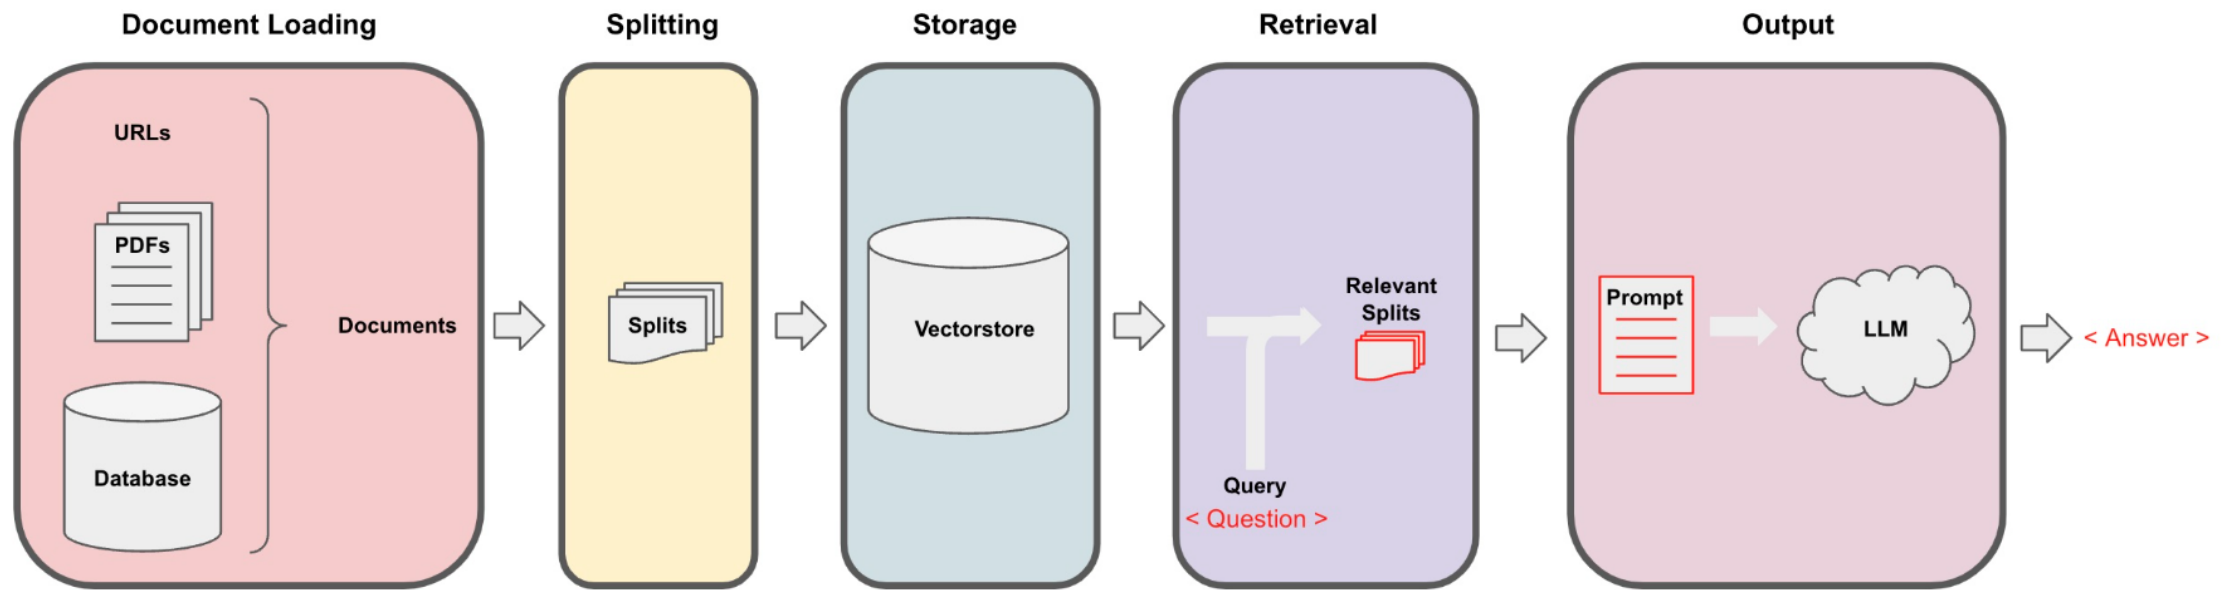 Document Loading
Splitting
Storage
Retrieval
Output
URLs
PDFs
Database
Documents
Splits
Vectorstore
Relevant
Splits
Query
< Question >
Prompt
LLM
< Answer >